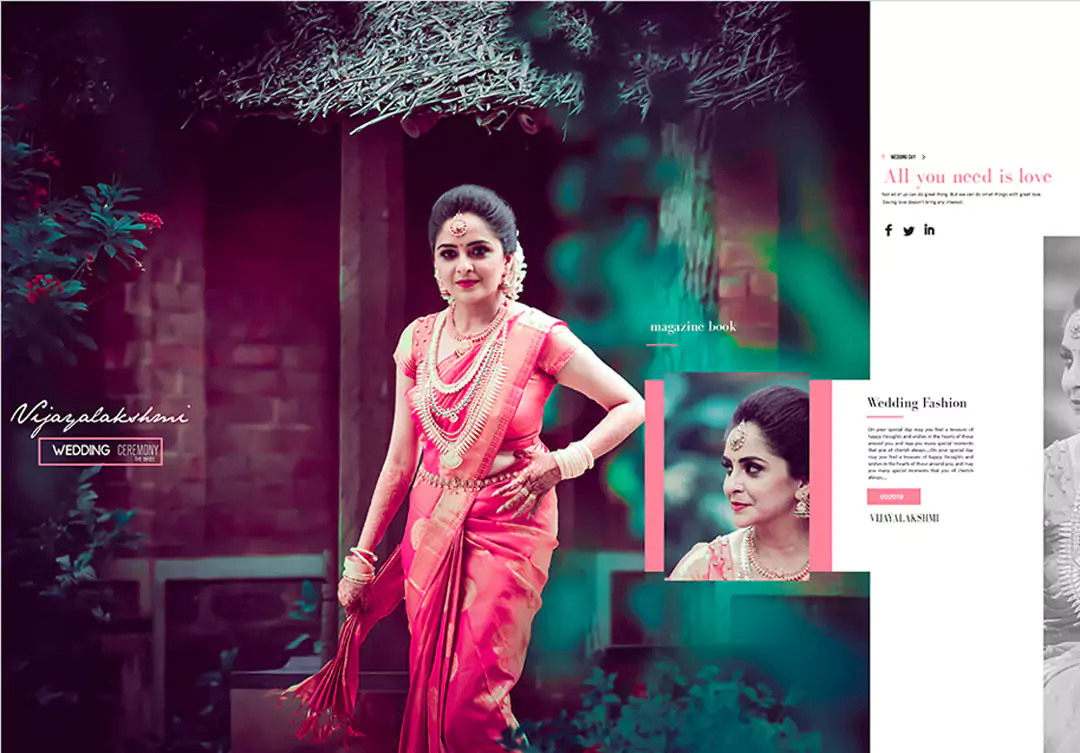 Vijayalakshmi
WEDDING CEREMONY
THE BRIDE
magazine book
WEDDING DAY
All you need is love
Not all of us can do great thing. But we can do small things with great love.
Saving love doesn't bring any interest.
Wedding Fashion
On your special day may you feel a treasure of
happy thoughts and wishes in the hearts of those
around you and may you many special moments
that you all cherish always....On your special day
may you feel a treasure of happy thoughts and
wishes in the hearts of those around you, and may
you many special moments that you all cherish
always....
VIJAYALAKSHMI